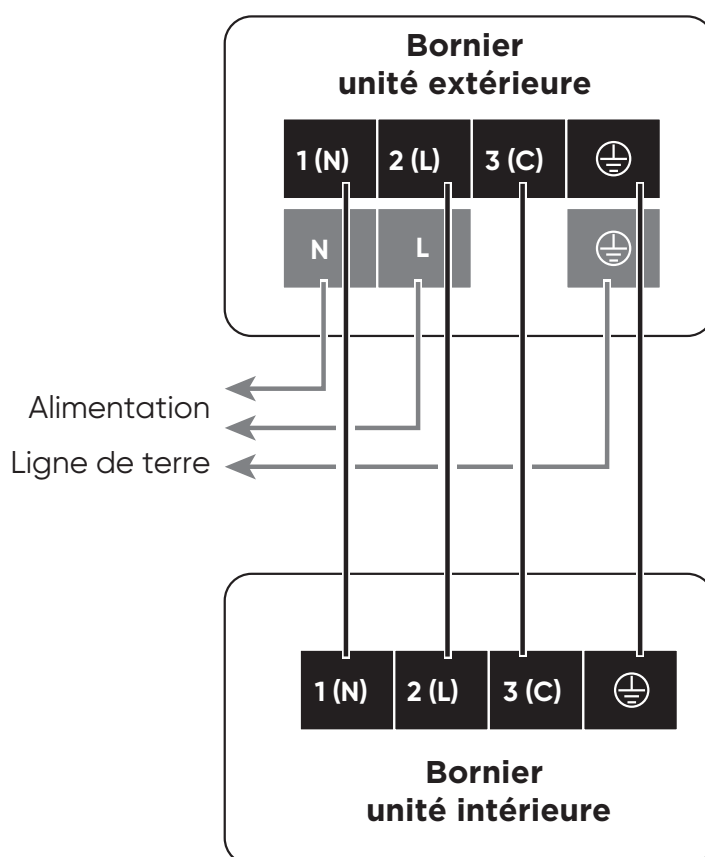 Bornier
unité extérieure
1 (N) 2 (L) 3 (C)
N L
Alimentation
Ligne de terre
1 (N) 2 (L) 3 (C)
Bornier
unité intérieure